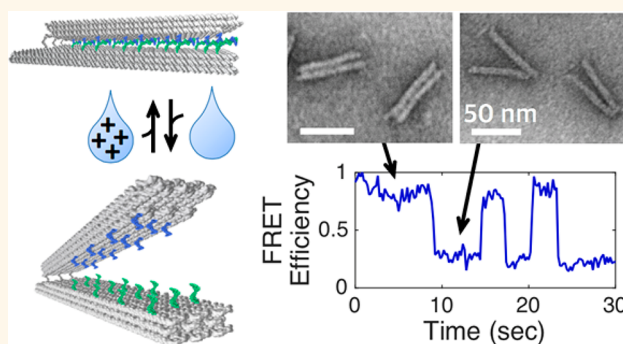 + + + + +
50 nm
FRET
Efficiency
1
0.5
0
0
10
20
30
Time (sec)